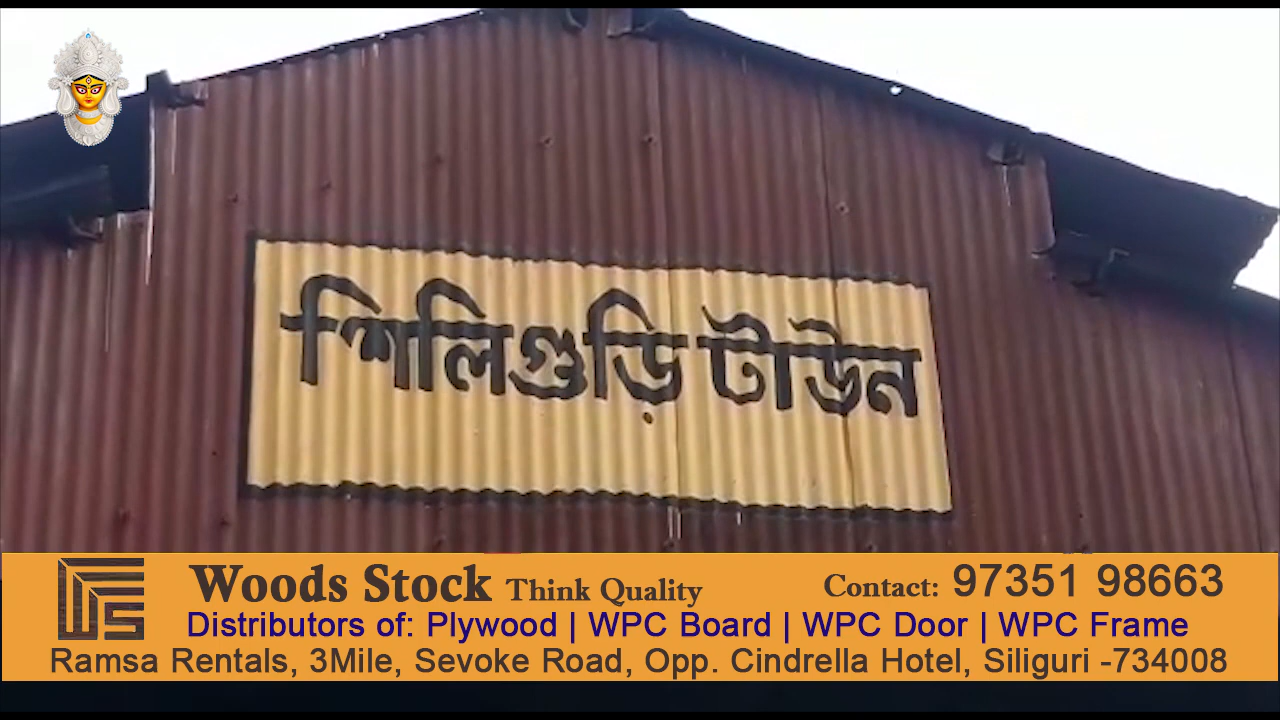 শিলিগুড়ি টাউন
Woods Stock Think Quality Contact: 97351 98663
Distributors of: Plywood | WPC Board | WPC Door | WPC Frame
Ramsa Rentals, 3Mile, Sevoke Road, Opp. Cindrella Hotel, Siliguri -734008